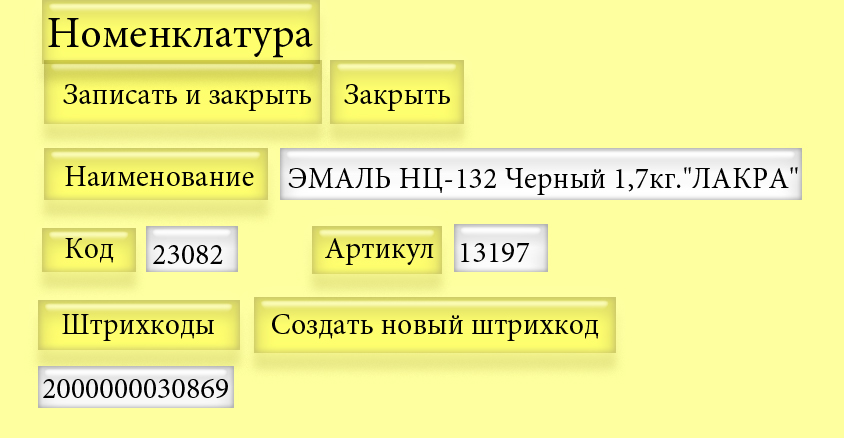 Номенклатура
Записать и закрыть Закрыть
Наименование ЭМАЛЬ НЦ-132 Черный 1,7кг."ЛАКРА"
Код 23082 Артикул 13197
Штрихкоды Создать новый штрихкод
2000000030869